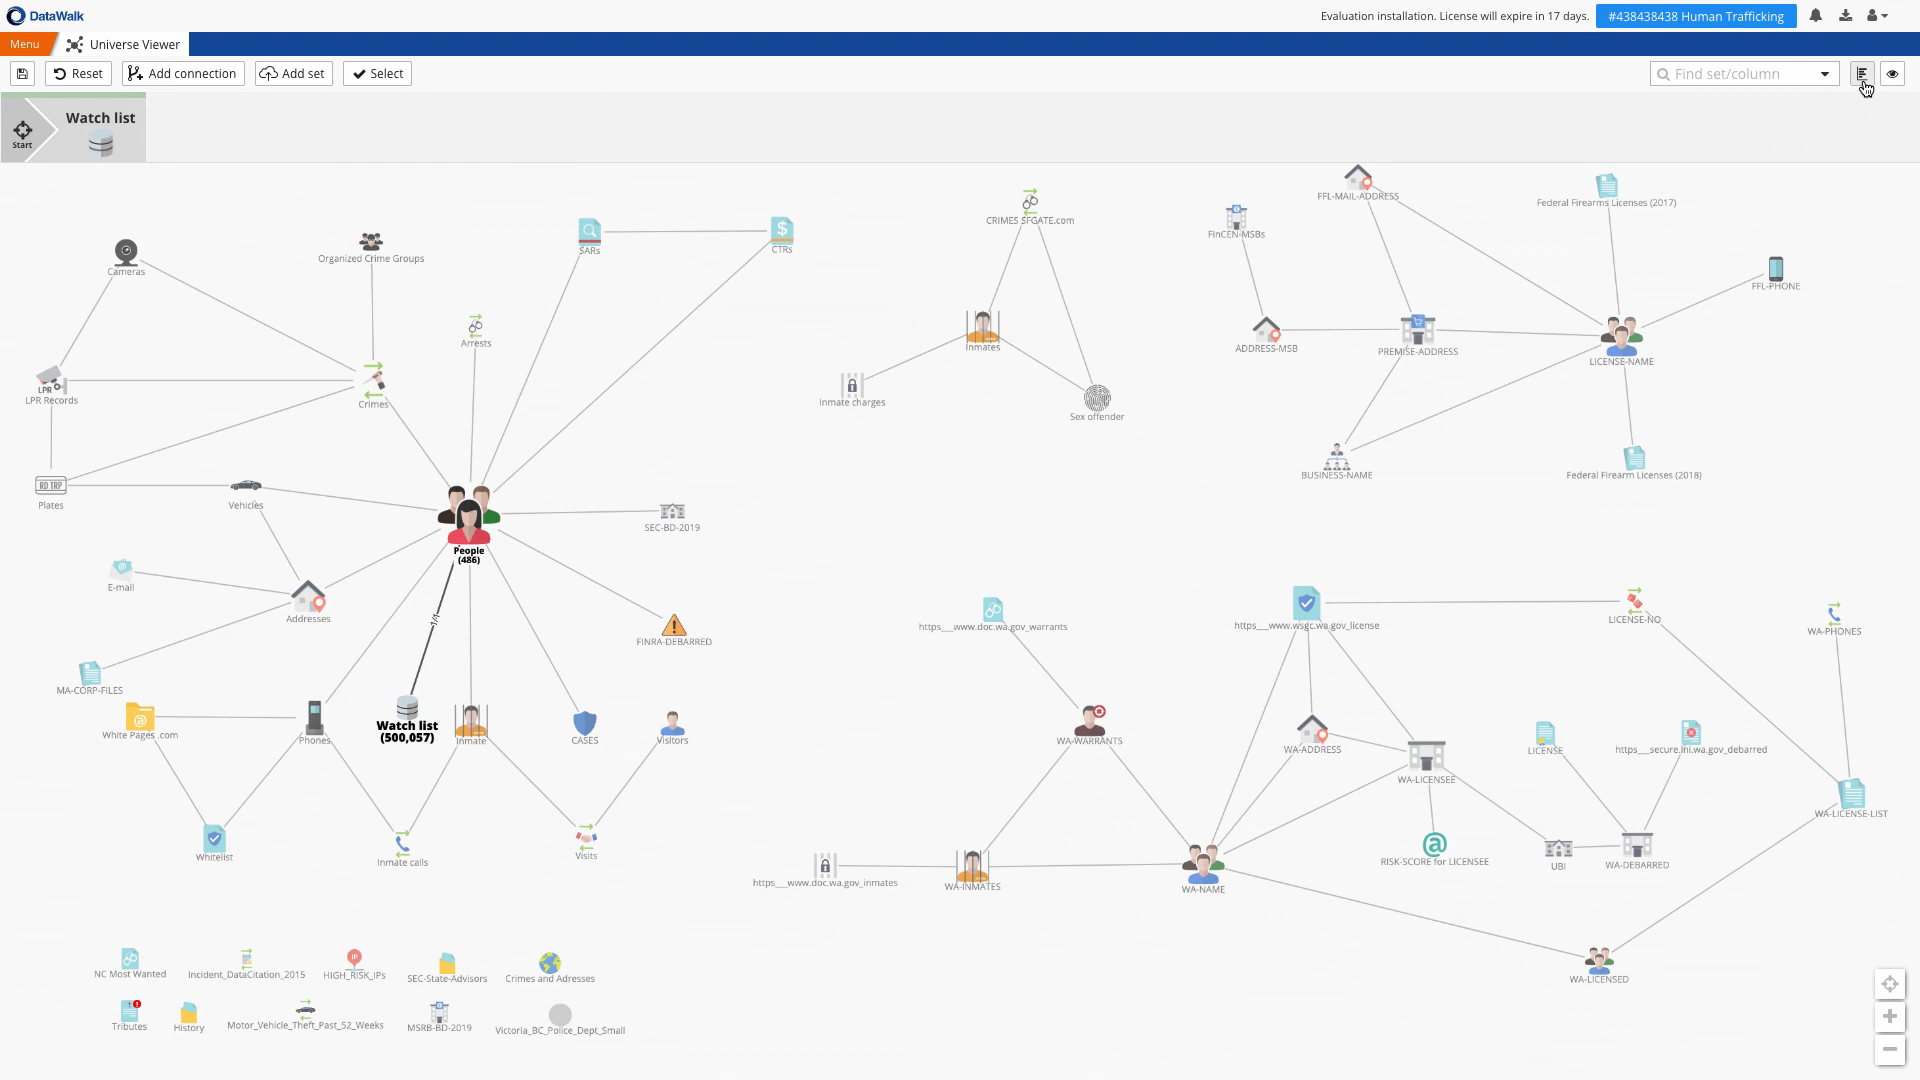 DataWalk
Evaluation installation. License will expire in 17 days.
#438438438 Human Trafficking
Menu
Universe Viewer
Reset
Add connection
Add set
Select
Find set/column
Start
Watch list
FFL-MAIL-ADDRESS
Federal Firearms Licenses (2017)
CRIMES SFGATE.com
FinCEN-MSBs
Cameras
Organized Crime Groups
SARs
$
CTRs
FFL-PHONE
Arrests
Inmates
ADDRESS-MSB
PREMISE-ADDRESS
LICENSE-NAME
LPR
LPR Records
Crimes
Inmate charges
Sex offender
BUSINESS-NAME
Federal Firearm Licenses (2018)
RD TRP
Plates
Vehicles
SEC-BD-2019
People
(486)
E-mail
Addresses
1/1
https___www.doc.wa.gov_warrants
https___www.wsgc.wa.gov_license
LICENSE-NO
WA-PHONES
FINRA-DEBARRED
MA-CORP-FILES
White Pages .com
Phones
Watch list
(500,057)
Inmate
CASES
Visitors
WA-WARRANTS
WA-ADDRESS
WA-LICENSEE
LICENSE
https___secure.lni.wa.gov_debarred
WA-LICENSE-LIST
Whitelist
Inmate calls
Visits
RISK-SCORE for LICENSEE
UBI
WA-DEBARRED
https___www.doc.wa.gov_inmates
WA-INMATES
WA-NAME
NC Most Wanted
Incident_DataCitation_2015
IP
HIGH_RISK_IPs
SEC-State-Advisors
Crimes and Adresses
WA-LICENSED
Tributes
History
Motor_Vehicle_Theft_Past_52_Weeks
MSRB-BD-2019
Victoria_BC_Police_Dept_Small